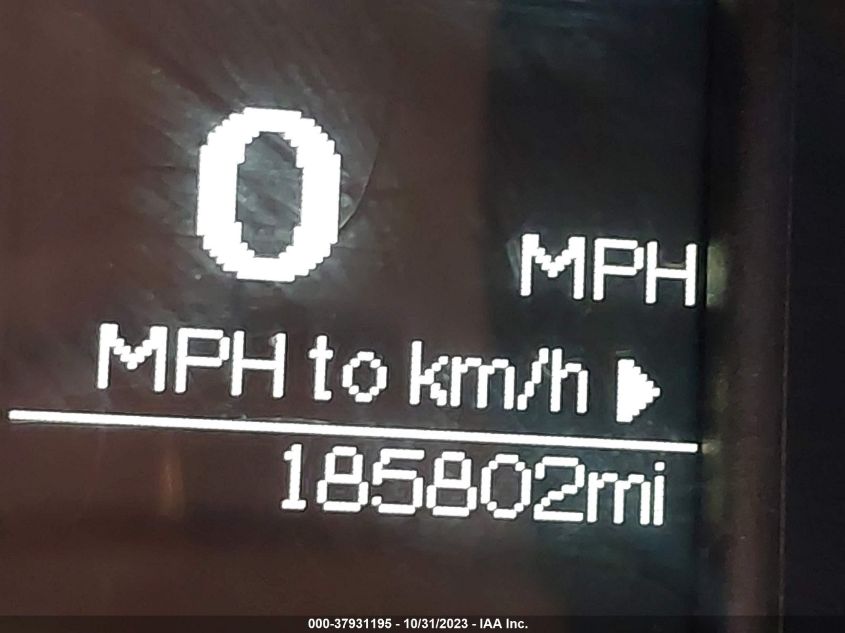 0
MPH
MPH to km/h ▶
185802mi
000-37931195 - 10/31/2023 - IAA Inc.